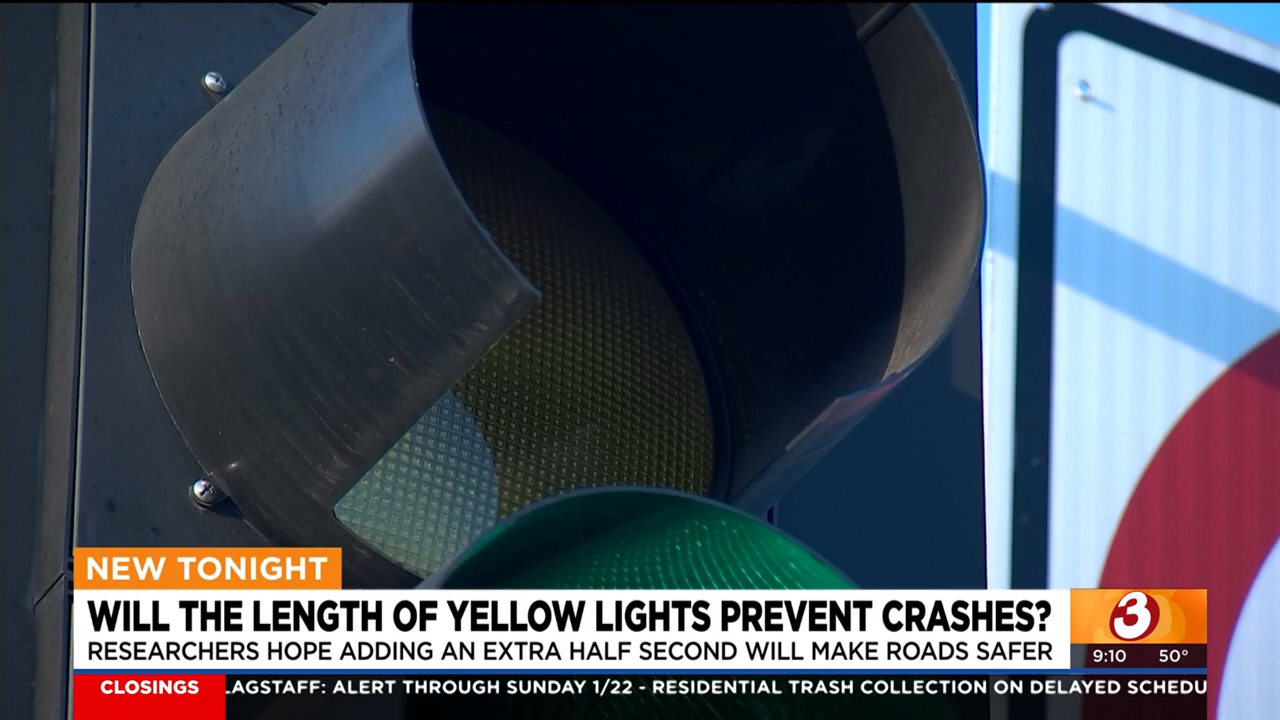 NEW TONIGHT
WILL THE LENGTH OF YELLOW LIGHTS PREVENT CRASHES?
RESEARCHERS HOPE ADDING AN EXTRA HALF SECOND WILL MAKE ROADS SAFER
3
9:10 50°
CLOSINGS LAGSTAFF: ALERT THROUGH SUNDAY 1/22 - RESIDENTIAL TRASH COLLECTION ON DELAYED SCHEDU